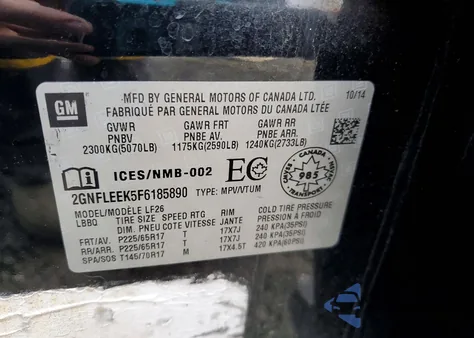 GM
MFD BY GENERAL MOTORS OF CANADA LTD. 10/14
FABRIQUÉ PAR GENERAL MOTORS DU CANADA LTÉE
GVWR GAWR FRT GAWR RR
PNBV PNBE AV. PNBE ARR.
2300KG(5070LB) 1175KG(2590LB) 1240KG(2733LB)
ICES/NMB-002 EC
CANADA 985 TRANSPORT
2GNFLEEK5F6185890 TYPE: MPV/VTUM
MODEL/MODÈLE LF26
LBBQ TIRE SIZE SPEED RTG RIM COLD TIRE PRESSURE
DIM. PNEU COTE VITESSE JANTE PRESSION À FROID
FRT/AV. P225/65R17 T 17X7J 240 KPA(35PSI)
RR/ARR. P225/65R17 T 17X7J 240 KPA(35PSI)
SPA/SOS T145/70R17 M 17X4.5T 420 KPA(60PSI)